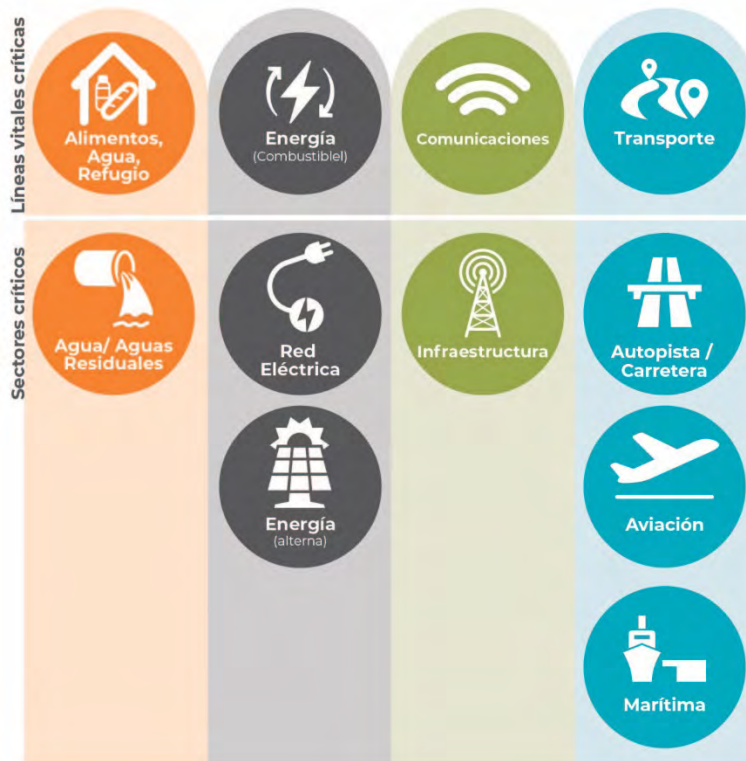 Líneas vitales críticas
Alimentos,
Agua,
Refugio
Energía
(Combustiblel)
Comunicaciones
Transporte
Sectores críticos
Agua/ Aguas
Residuales
Red
Eléctrica
Infraestructura
Autopista /
Carretera
Energía
(alterna)
Aviación
Marítima